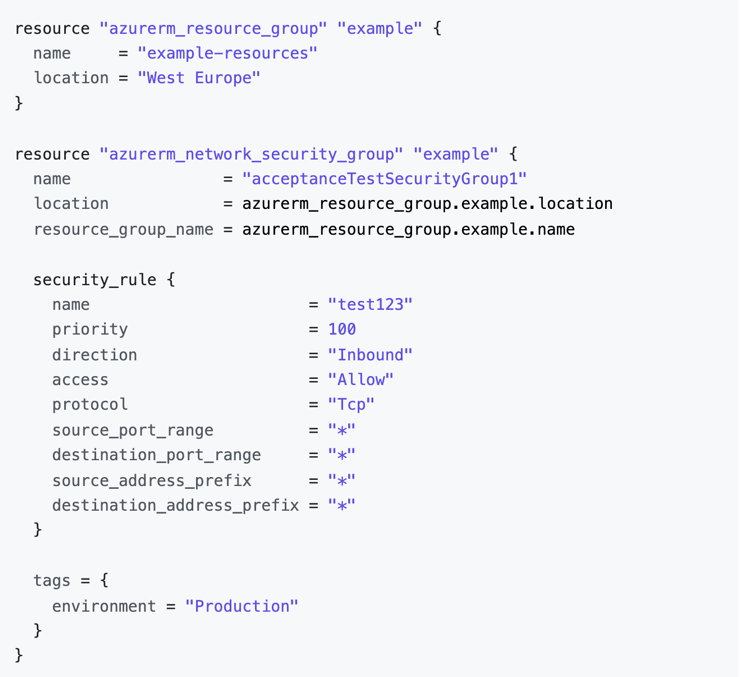 resource "azurerm_resource_group" "example" {
  name     = "example-resources"
  location = "West Europe"
}

resource "azurerm_network_security_group" "example" {
  name                = "acceptanceTestSecurityGroup1"
  location            = azurerm_resource_group.example.location
  resource_group_name = azurerm_resource_group.example.name

  security_rule {
    name                       = "test123"
    priority                   = 100
    direction                  = "Inbound"
    access                     = "Allow"
    protocol                   = "Tcp"
    source_port_range          = "*"
    destination_port_range     = "*"
    source_address_prefix      = "*"
    destination_address_prefix = "*"
  }

  tags = {
    environment = "Production"
  }
}